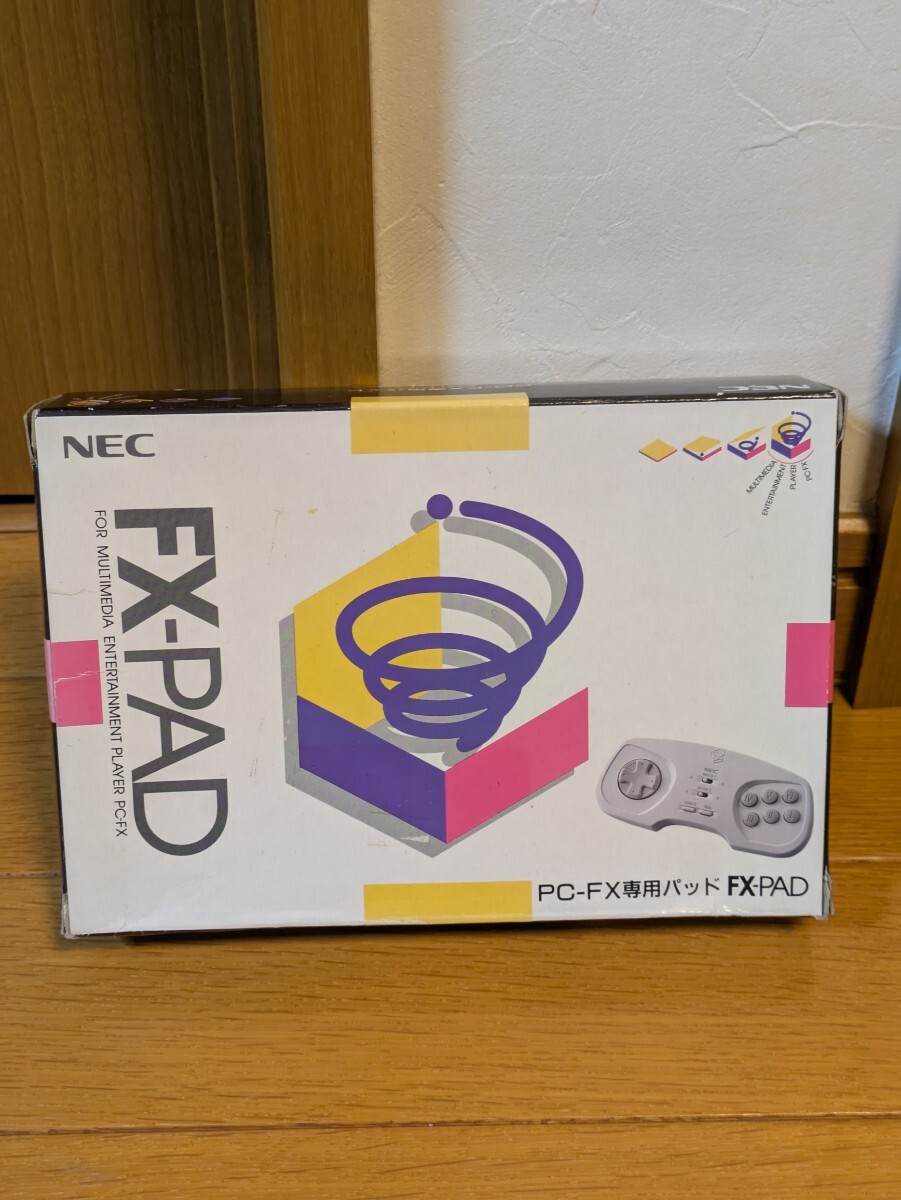 NEC
NEC
MULTIMEDIA
ENTERTAINMENT
PLAYER
PC-FX
FX-PAD
FOR MULTIMEDIA ENTERTAINMENT PLAYER PC-FX
PC-FX専用パッド FX-PAD